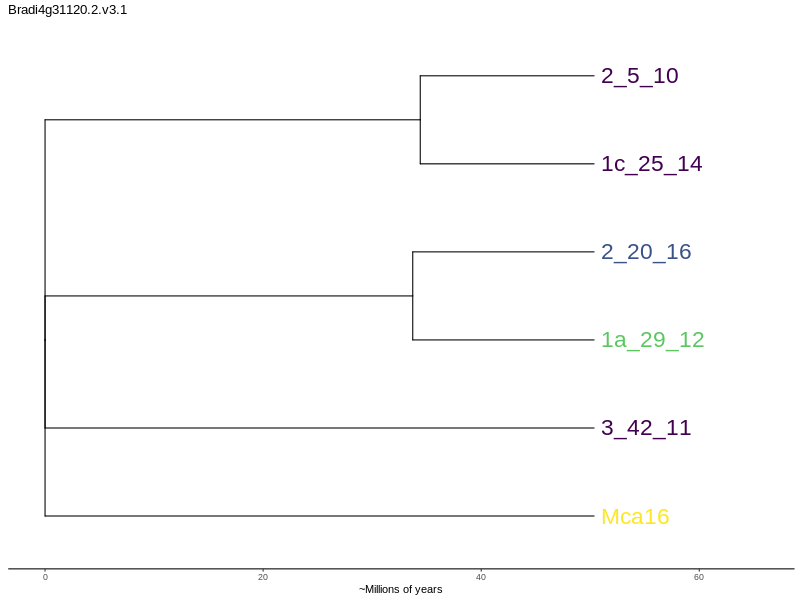 Bradi4g31120.2.v3.1
2_5_10
1c_25_14
2_20_16
1a_29_12
3_42_11
Mca16
0 20 40 60
~Millions of years